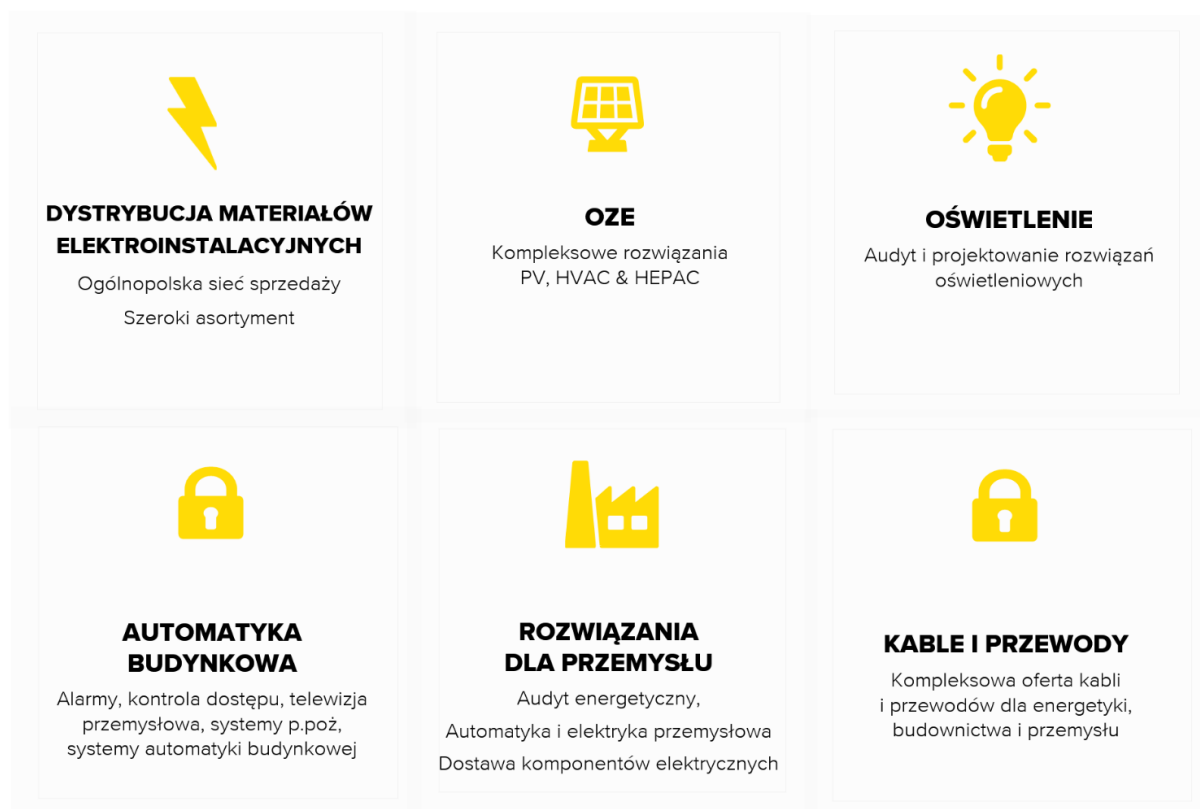 DYSTRYBUCJA MATERIAŁÓW
ELEKTROINSTALACYJNYCH
Ogólnopolska sieć sprzedaży
Szeroki asortyment
OZE
Kompleksowe rozwiązania
PV, HVAC & HEPAC
OŚWIETLENIE
Audyt i projektowanie rozwiązań
oświetleniowych
AUTOMATYKA
BUDYNKOWA
Alarmy, kontrola dostępu, telewizja
przemysłowa, systemy p.poż,
systemy automatyki budynkowej
ROZWIĄZANIA
DLA PRZEMYSŁU
Audyt energetyczny,
Automatyka i elektryka przemysłowa
Dostawa komponentów elektrycznych
KABLE I PRZEWODY
Kompleksowa oferta kabli
i przewodów dla energetyki,
budownictwa i przemysłu